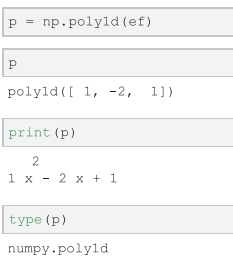 p = np.poly1d(ef)
p
poly1d([ 1, -2,  1])
print(p)
   2
1 x - 2 x + 1
type(p)
numpy.poly1d